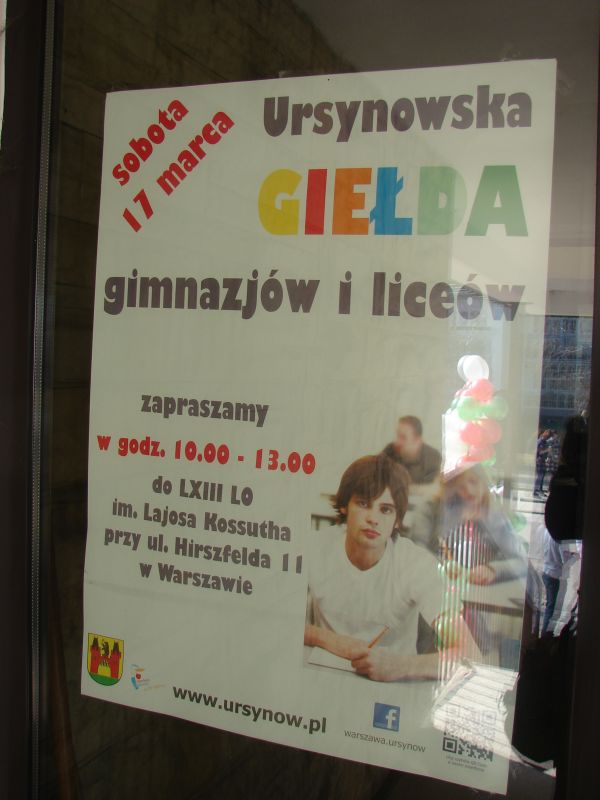 sobota
17 marca
Ursynowska
GIEŁDA
gimnazjów i liceów
zapraszamy
w godz. 10.00 - 13.00
do LXIII LO
im. Lajosa Kossutha
przy ul. Hirszfelda 11
w Warszawie
www.ursynow.pl
warszawa.ursynow